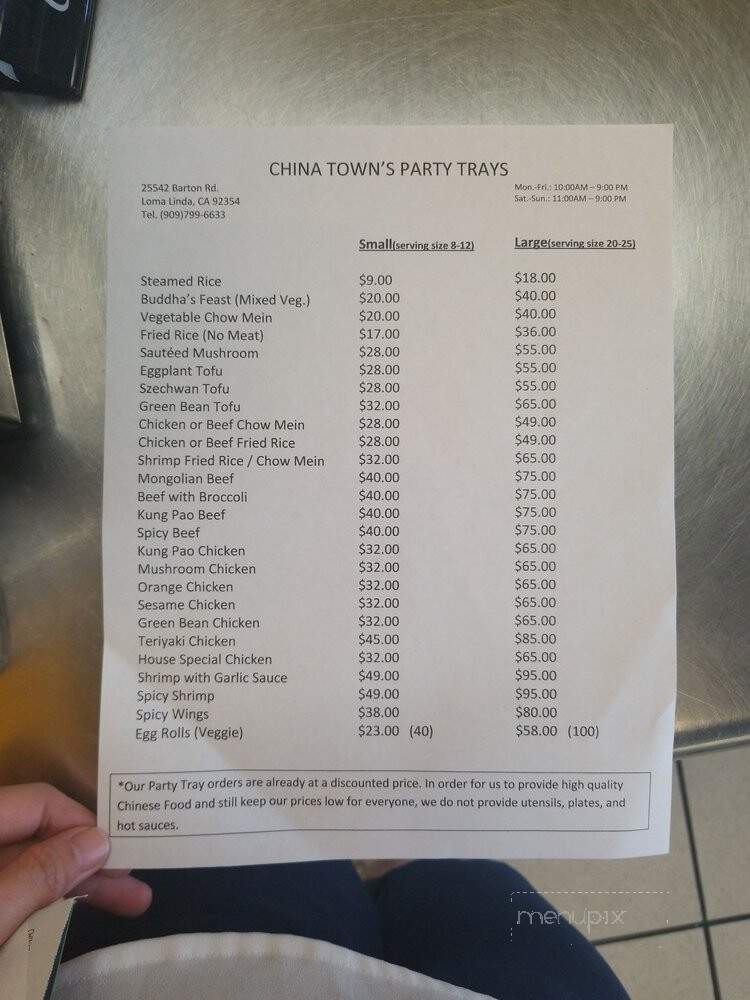 CHINA TOWN'S PARTY TRAYS
25542 Barton Rd.
Loma Linda, CA 92354
Tel. (909)799-6633
Mon.-Fri.: 10:00AM – 9:00 PM
Sat.-Sun.: 11:00AM – 9:00 PM
Small(serving size 8-12) Large(serving size 20-25)
Steamed Rice $9.00 $18.00
Buddha's Feast (Mixed Veg.) $20.00 $40.00
Vegetable Chow Mein $20.00 $40.00
Fried Rice (No Meat) $17.00 $36.00
Sautéed Mushroom $28.00 $55.00
Eggplant Tofu $28.00 $55.00
Szechwan Tofu $28.00 $55.00
Green Bean Tofu $32.00 $65.00
Chicken or Beef Chow Mein $28.00 $49.00
Chicken or Beef Fried Rice $28.00 $49.00
Shrimp Fried Rice / Chow Mein $32.00 $65.00
Mongolian Beef $40.00 $75.00
Beef with Broccoli $40.00 $75.00
Kung Pao Beef $40.00 $75.00
Spicy Beef $40.00 $75.00
Kung Pao Chicken $32.00 $65.00
Mushroom Chicken $32.00 $65.00
Orange Chicken $32.00 $65.00
Sesame Chicken $32.00 $65.00
Green Bean Chicken $32.00 $65.00
Teriyaki Chicken $45.00 $85.00
House Special Chicken $32.00 $65.00
Shrimp with Garlic Sauce $49.00 $95.00
Spicy Shrimp $49.00 $95.00
Spicy Wings $38.00 $80.00
Egg Rolls (Veggie) $23.00 (40) $58.00 (100)
*Our Party Tray orders are already at a discounted price. In order for us to provide high quality
Chinese Food and still keep our prices low for everyone, we do not provide utensils, plates, and
hot sauces.
menupix